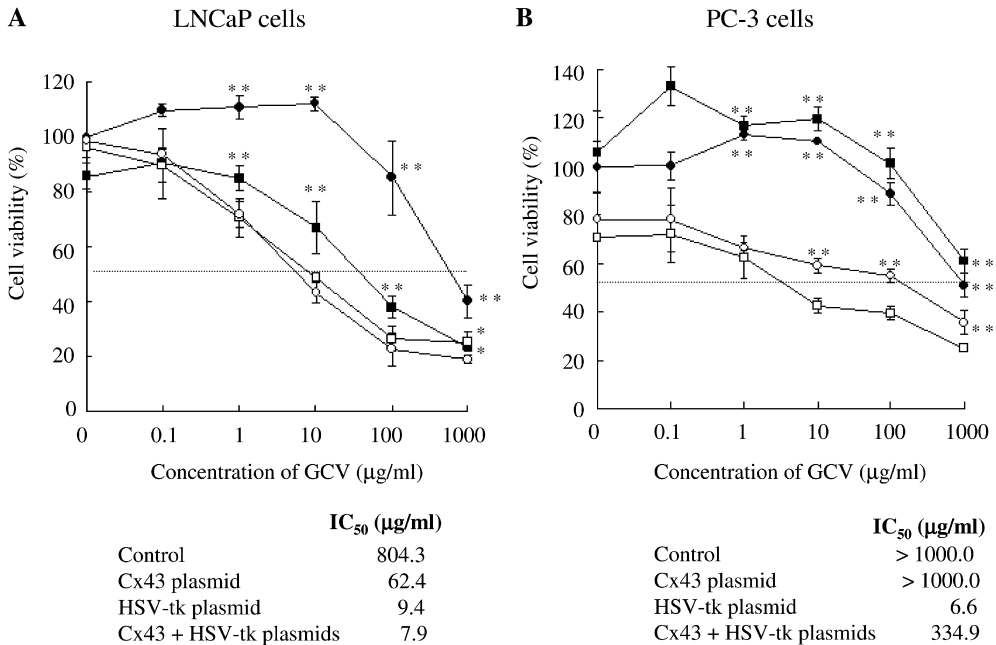 A
LNCaP cells
Cell viability (%)
120
100
80
60
40
20
0
* *
* *
* *
* *
* *
* *
* *
*
*
0
0.1
1
10
100
1000
Concentration of GCV (μg/ml)
IC50 (μg/ml)
Control 804.3
Cx43 plasmid 62.4
HSV-tk plasmid 9.4
Cx43 + HSV-tk plasmids 7.9
B
PC-3 cells
Cell viability (%)
140
120
100
80
60
40
20
0
* *
* *
* *
* *
* *
* *
* *
* *
* *
* *
* *
0
0.1
1
10
100
1000
Concentration of GCV (μg/ml)
IC50 (μg/ml)
Control > 1000.0
Cx43 plasmid > 1000.0
HSV-tk plasmid 6.6
Cx43 + HSV-tk plasmids 334.9